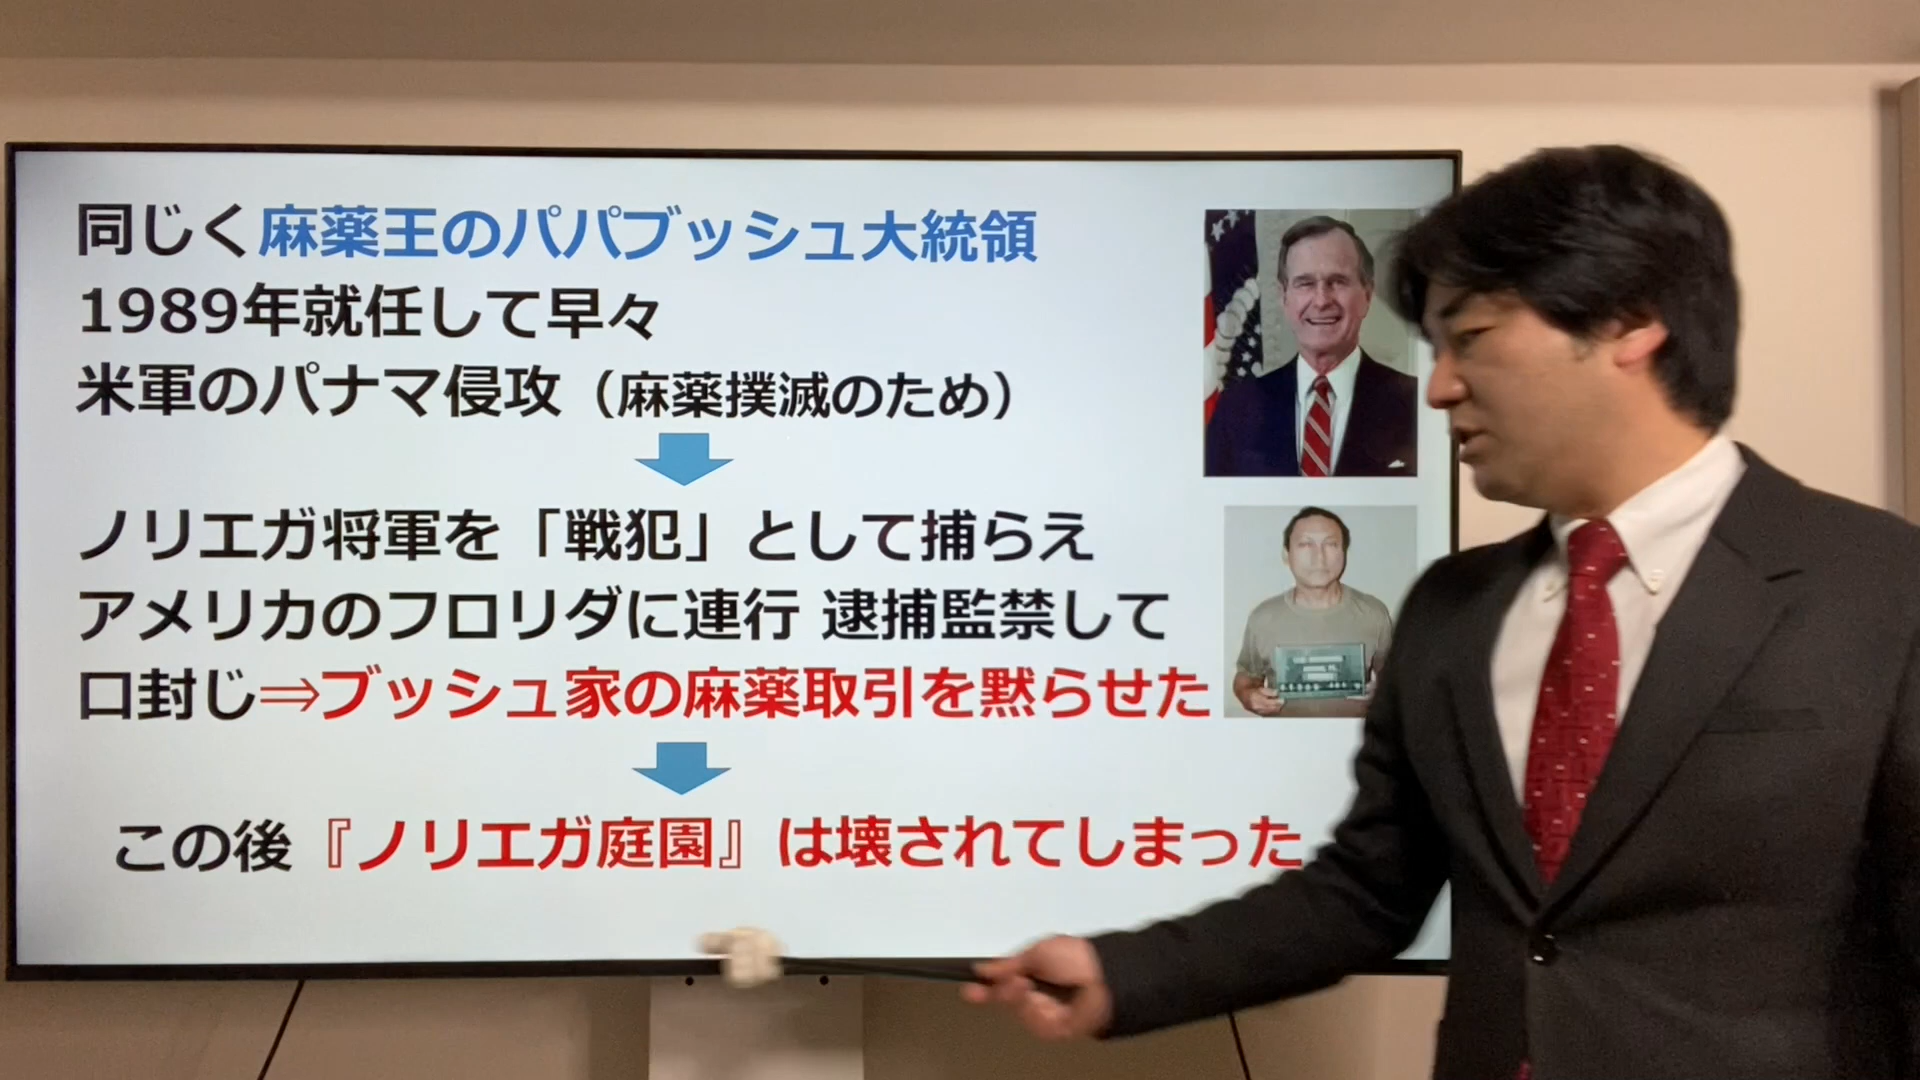 同じく麻薬王のパパブッシュ大統領
1989年就任して早々
米軍のパナマ侵攻（麻薬撲滅のため）
ノリエガ将軍を「戦犯」として捕らえ
アメリカのフロリダに連行 逮捕監禁して
口封じ⇒ブッシュ家の麻薬取引を黙らせた
この後『ノリエガ庭園』は壊されてしまった